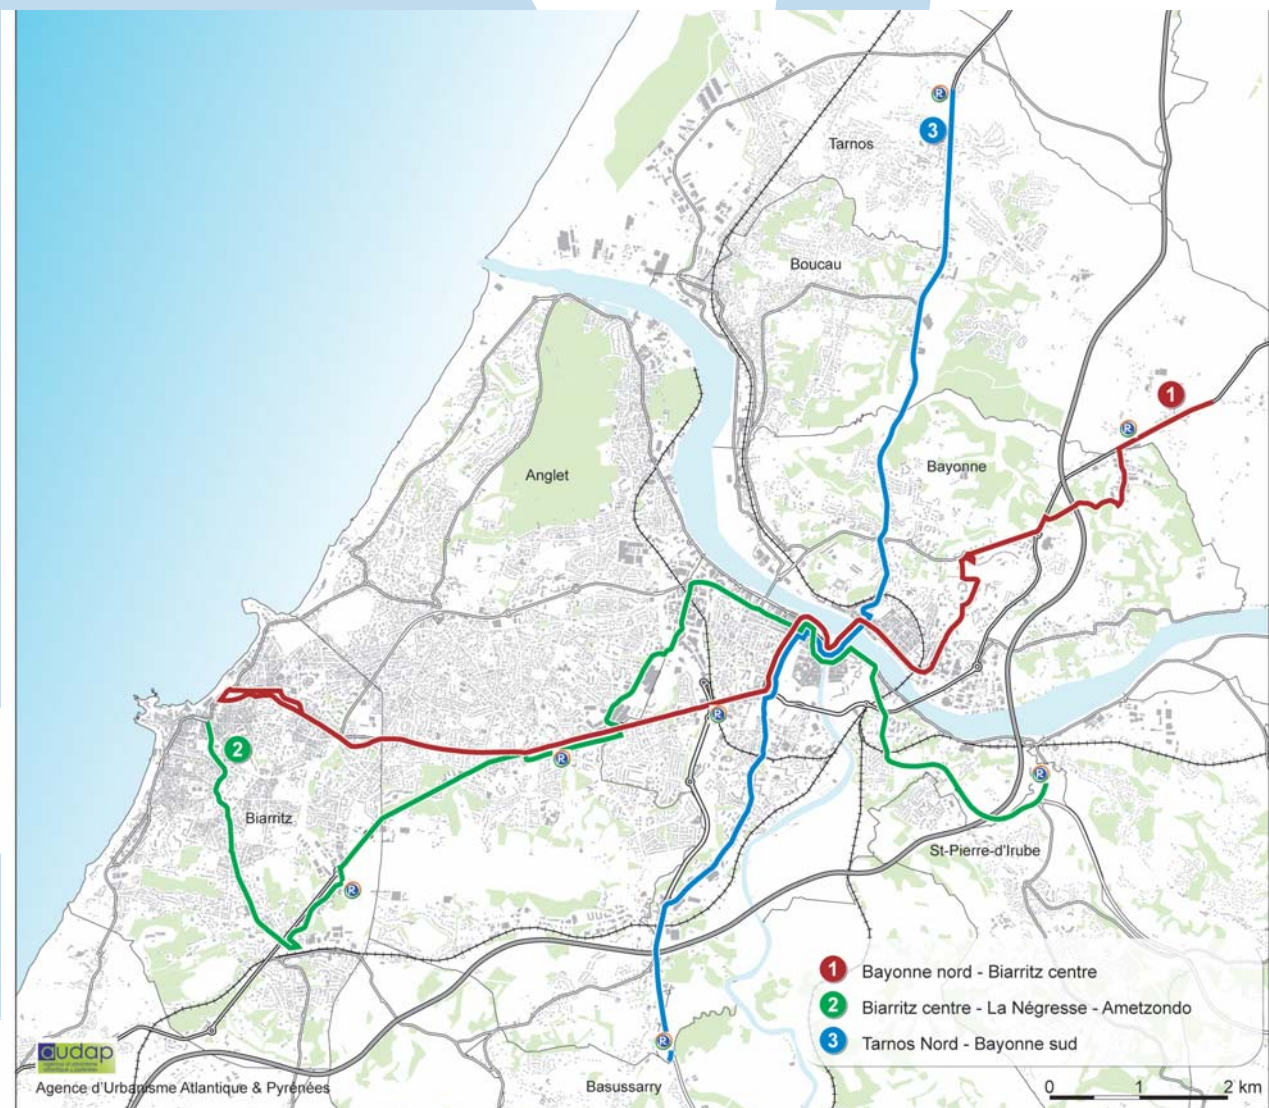 R
3
Tarnos
Boucau
1
R
Bayonne
Anglet
R
2
R
R
Biarritz
St-Pierre-d'Irube
R
1 Bayonne nord - Biarritz centre
2 Biarritz centre - La Négresse - Ametzondo
3 Tarnos Nord - Bayonne sud
R
audap
Agence d'Urbanisme Atlantique & Pyrénées
Basussarry
0 1 2 km